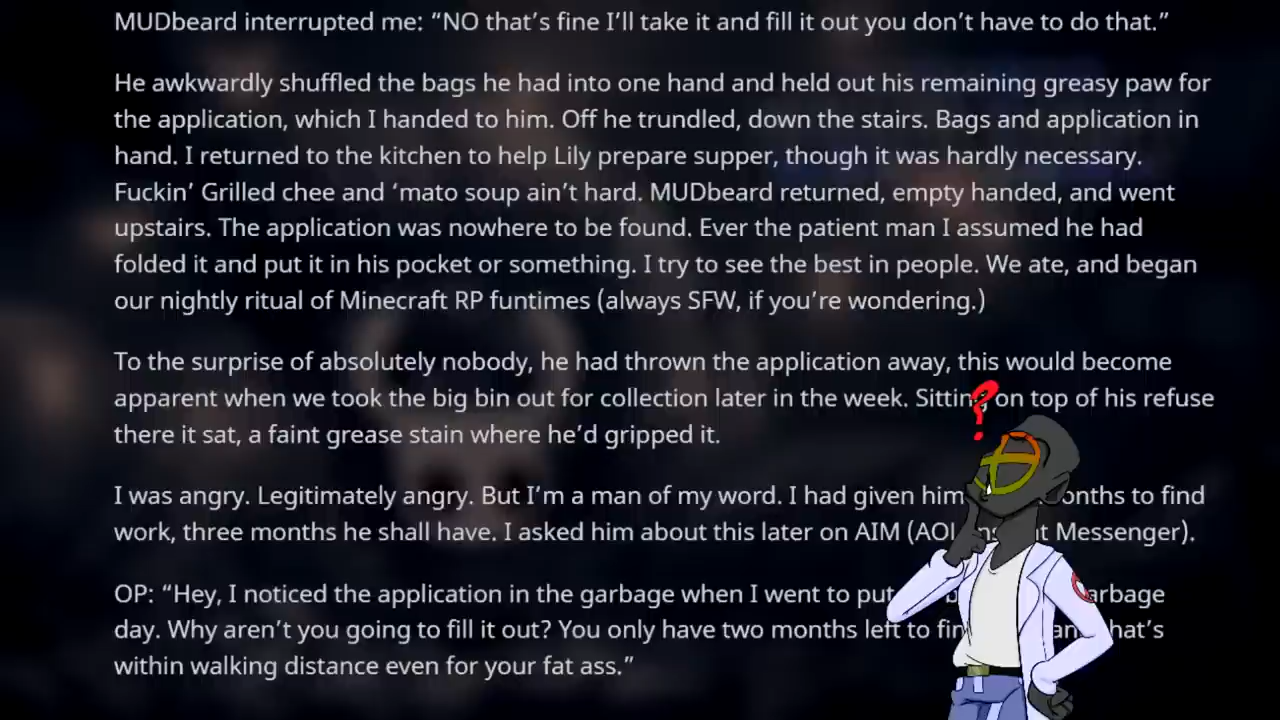 MUDbeard interrupted me: “NO that’s fine I’ll take it and fill it out you don’t have to do that.”
He awkwardly shuffled the bags he had into one hand and held out his remaining greasy paw for
the application, which I handed to him. Off he trundled, down the stairs. Bags and application in
hand. I returned to the kitchen to help Lily prepare supper, though it was hardly necessary.
Fuckin’ Grilled chee and ‘mato soup ain’t hard. MUDbeard returned, empty handed, and went
upstairs. The application was nowhere to be found. Ever the patient man I assumed he had
folded it and put it in his pocket or something. I try to see the best in people. We ate, and began
our nightly ritual of Minecraft RP funtimes (always SFW, if you’re wondering.)
To the surprise of absolutely nobody, he had thrown the application away, this would become
apparent when we took the big bin out for collection later in the week. Sitting on top of his refuse
there it sat, a faint grease stain where he’d gripped it.
I was angry. Legitimately angry. But I’m a man of my word. I had given him to find
work, three months he shall have. I asked him about this later on AIM (AOL Messenger).
OP: “Hey, I noticed the application in the garbage when I went to put
day. Why aren’t you going to fill it out? You only have two months left to
within walking distance even for your fat ass.”
?